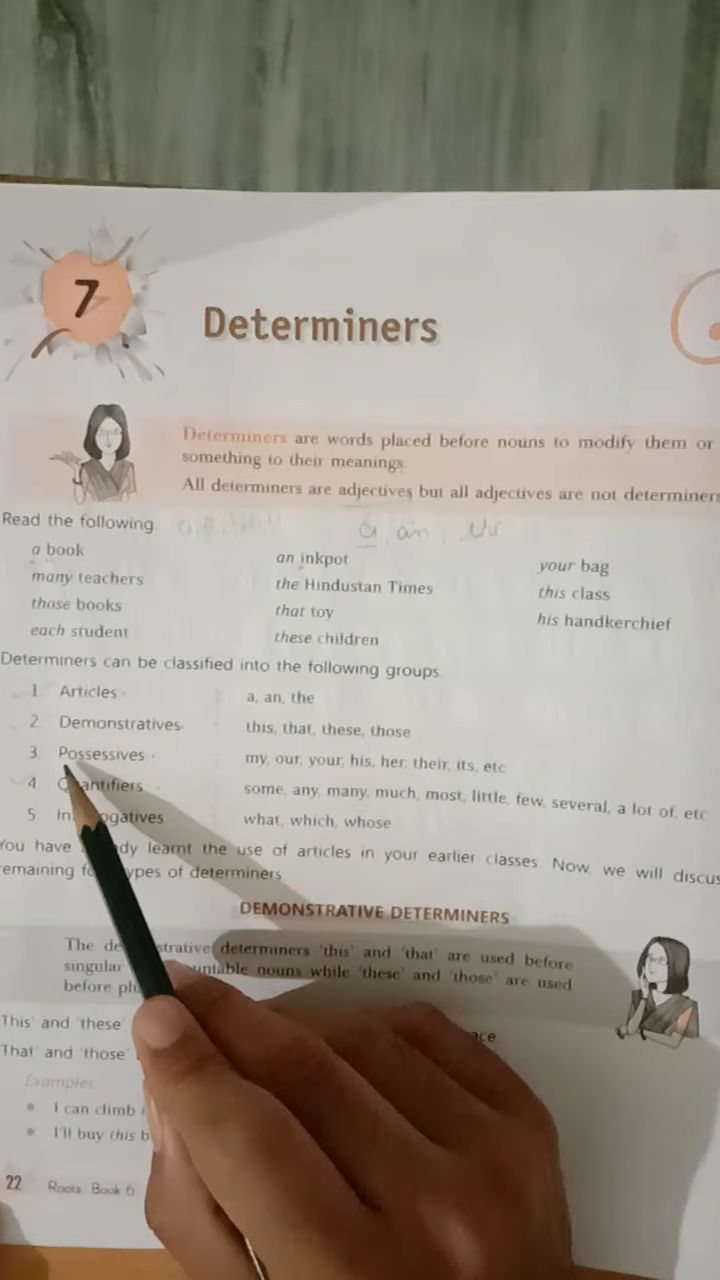 7
Determiners
Determiners are words placed before nouns to modify them or
something to their meanings.
All determiners are adjectives but all adjectives are not determiners
Read the following.
a, an,
a book an inkpot your bag
many teachers the Hindustan Times this class
those books that toy his handkerchief
each student these children
Determiners can be classified into the following groups.
1. Articles a, an, the
2. Demonstratives this, that, these, those
3. Possessives my, our, your, his, her, their, its, etc
4. Quantifiers some, any, many, much, most, little, few, several, a lot of, etc
5. what, which, whose
You have learnt the use of articles in your earlier classes. Now, we will discus
remaining types of determiners.
DEMONSTRATIVE DETERMINERS
The determiners 'this' and 'that' are used before
singular nouns while 'these' and 'those' are used
before
This' and 'these'
That' and 'those'
Examples
• I can climb
• I'll buy this
22 Roots Book 6